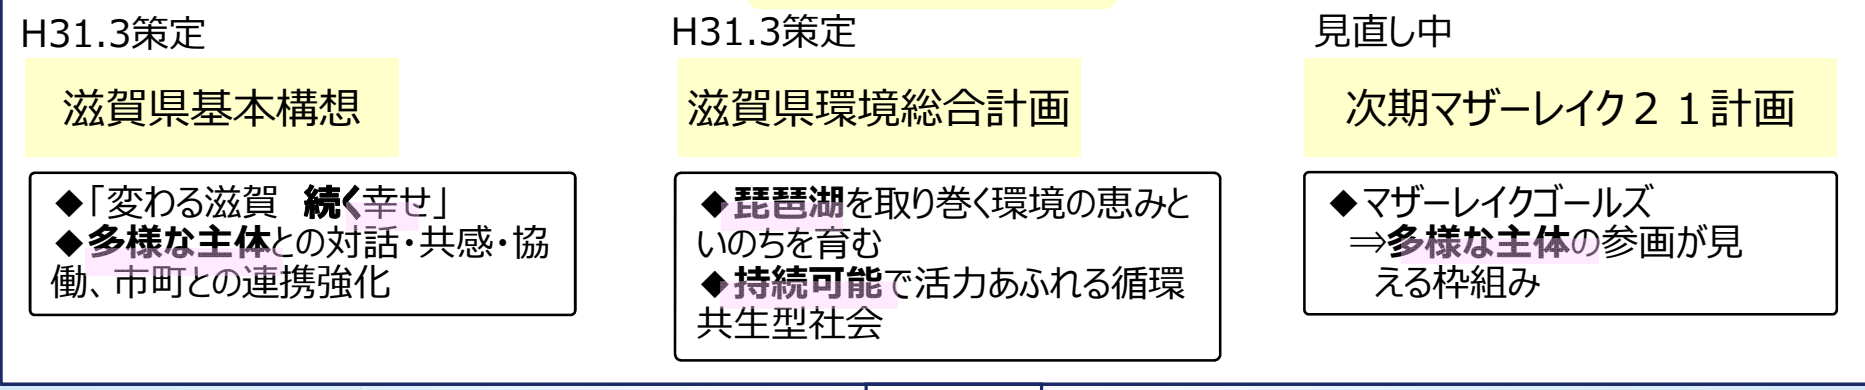 H31.3策定
滋賀県基本構想
◆「変わる滋賀　続く幸せ」
◆多様な主体との対話・共感・協
働、市町との連携強化
H31.3策定
滋賀県環境総合計画
◆琵琶湖を取り巻く環境の恵みと
いのちを育む
◆持続可能で活力あふれる循環
共生型社会
見直し中
次期マザーレイク２１計画
◆マザーレイクゴールズ
⇒多様な主体の参画が見
える枠組み